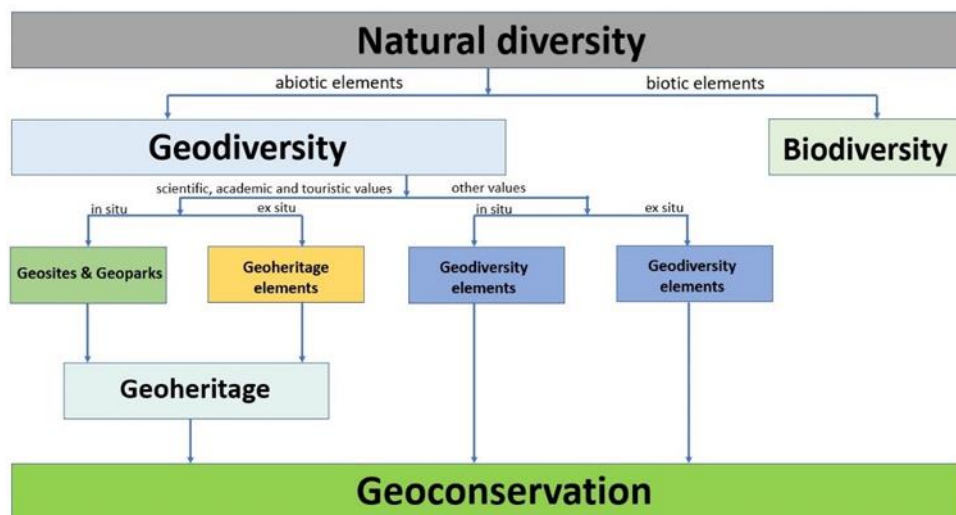 Natural diversity
abiotic elements
biotic elements
Geodiversity
Biodiversity
scientific, academic and touristic values
other values
in situ
ex situ
in situ
ex situ
Geosites & Geoparks
Geoheritage
elements
Geodiversity
elements
Geodiversity
elements
Geoheritage
Geoconservation